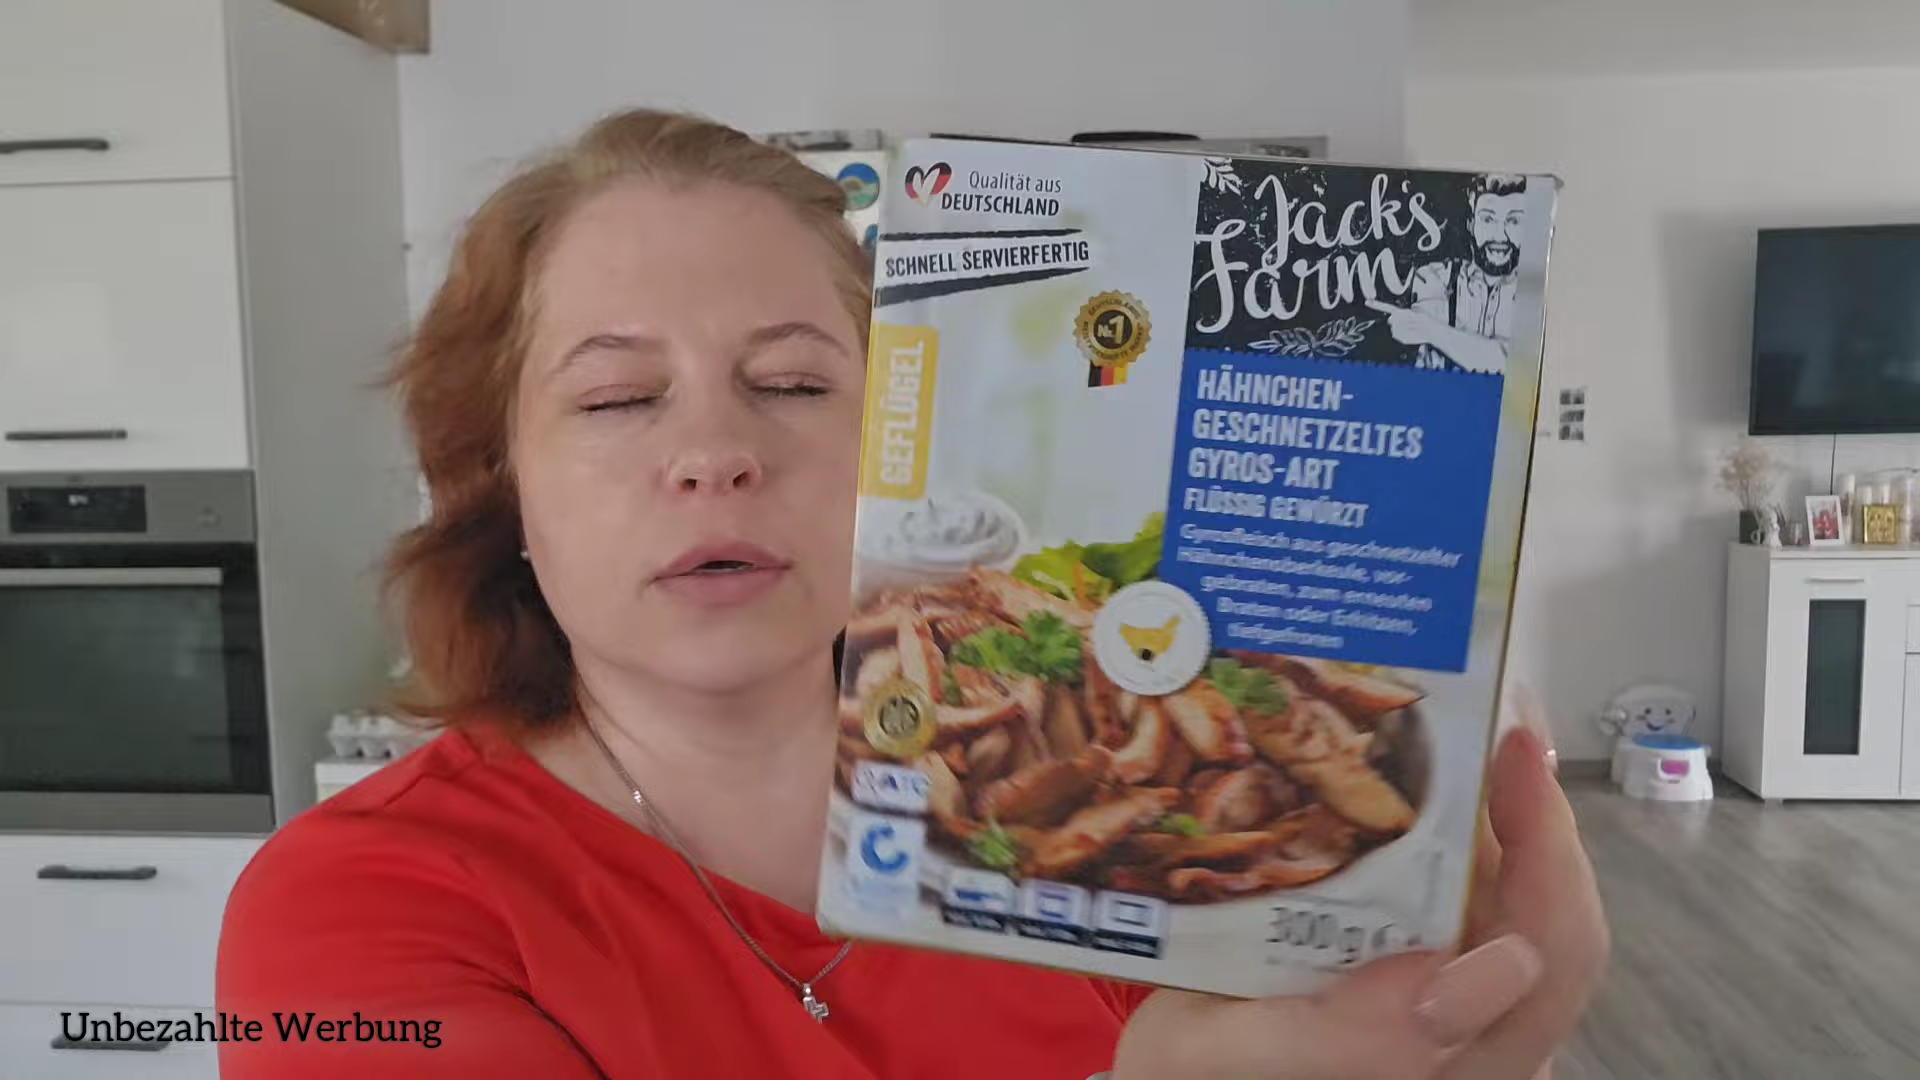 Qualität aus
DEUTSCHLAND
SCHNELL SERVIERFERTIG
Jack's
Farm
Nº1
GEFLÜGEL
HÄHNCHEN-
GESCHNETZELTES
GYROS-ART
FLÜSSIG GEWÜRZT
Gyrosfleisch aus geschnetzelter
Hähnchenoberkeule, vor-
gebraten, zum erneuten
Braten oder Erhitzen,
tiefgefroren
300g
Unbezahlte Werbung